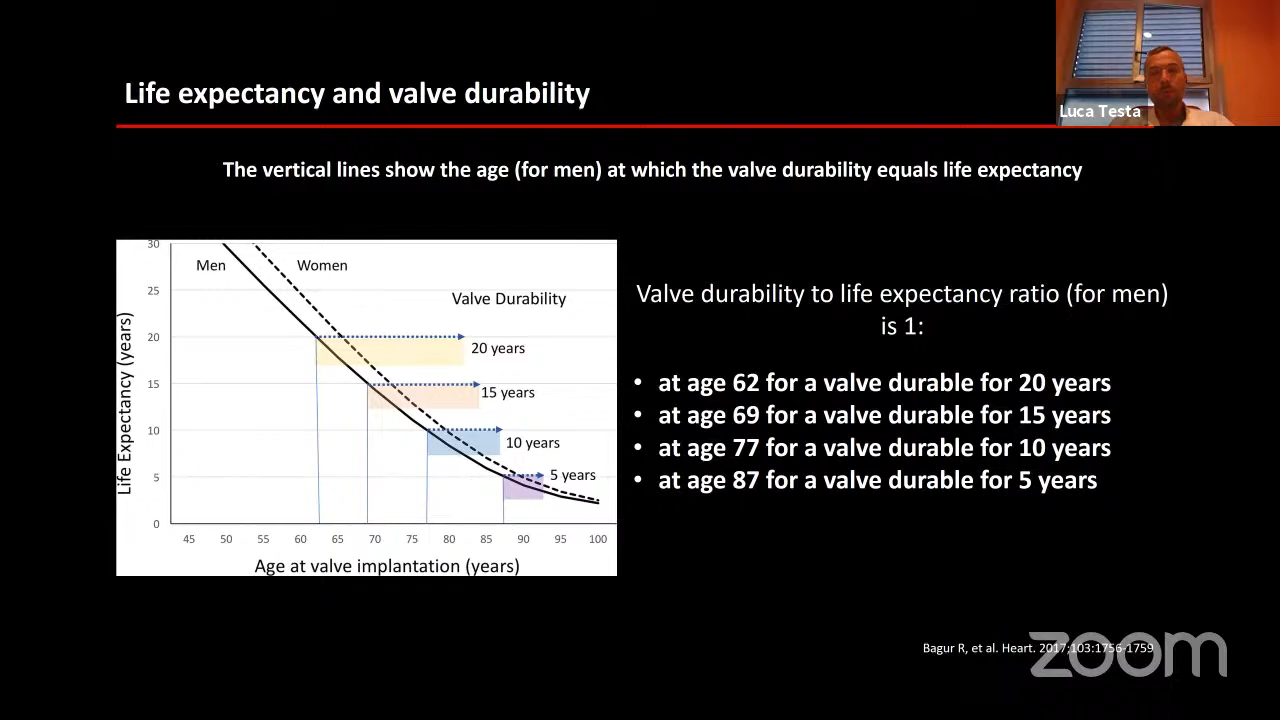 Life expectancy and valve durability
Luca Testa
The vertical lines show the age (for men) at which the valve durability equals life expectancy
30
25
20
15
10
5
0
Life Expectancy (years)
Men
Women
Valve Durability
20 years
15 years
10 years
5 years
45 50 55 60 65 70 75 80 85 90 95 100
Age at valve implantation (years)
Valve durability to life expectancy ratio (for men)
is 1:
• at age 62 for a valve durable for 20 years
• at age 69 for a valve durable for 15 years
• at age 77 for a valve durable for 10 years
• at age 87 for a valve durable for 5 years
Bagur R, et al. Heart. 2017;103:1756-1759
zoom